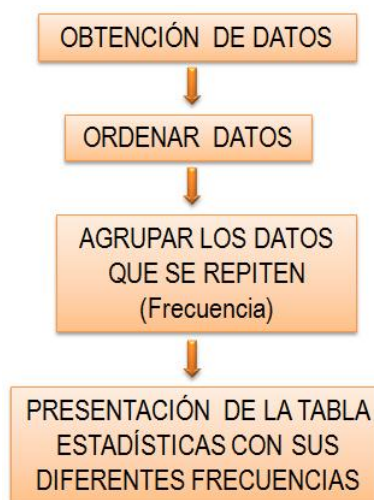 OBTENCIÓN DE DATOS
ORDENAR DATOS
AGRUPAR LOS DATOS
QUE SE REPITEN
(Frecuencia)
PRESENTACIÓN DE LA TABLA
ESTADÍSTICAS CON SUS
DIFERENTES FRECUENCIAS